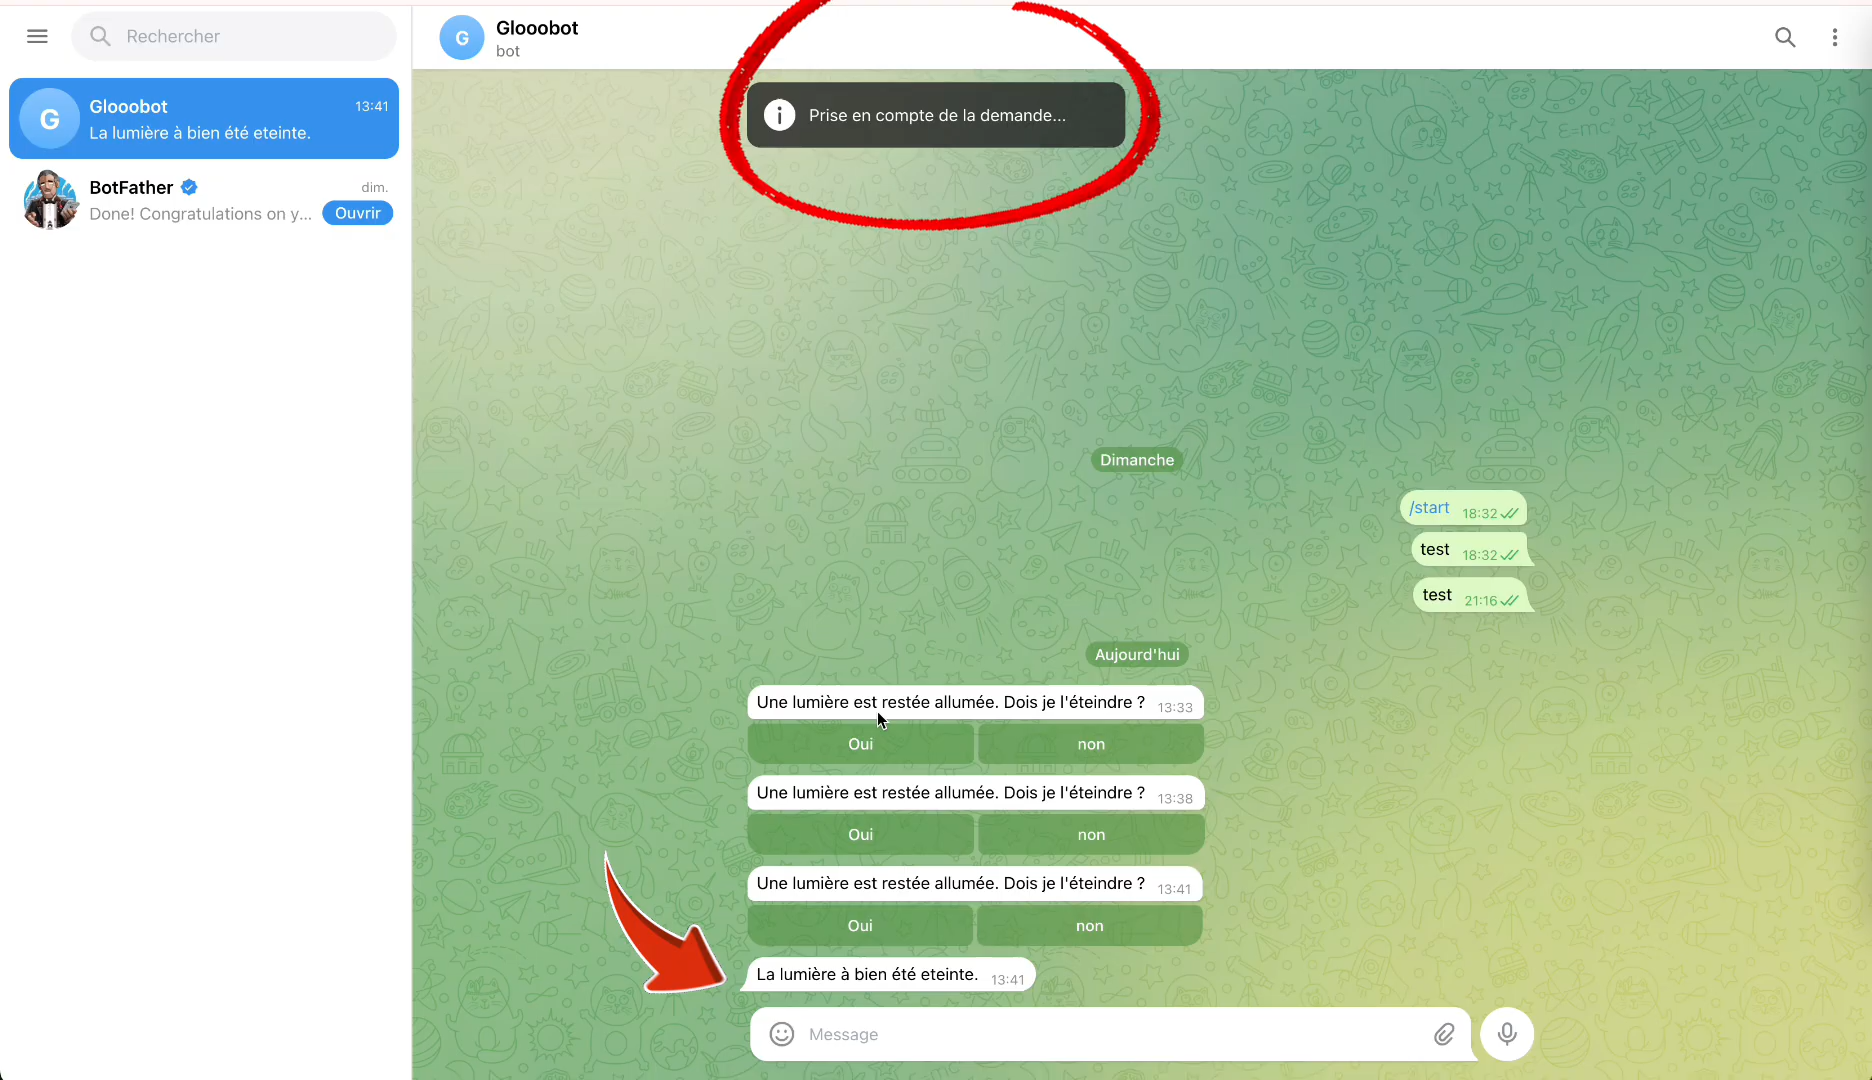 Rechercher
G
Glooobot
13:41
La lumière à bien été eteinte.
BotFather
dim.
Done! Congratulations on y...
Ouvrir
G
Glooobot
bot
i
Prise en compte de la demande...
Dimanche
/start 18:32
test 18:32
test 21:16
Aujourd'hui
Une lumière est restée allumée. Dois je l'éteindre ? 13:33
Oui
non
Une lumière est restée allumée. Dois je l'éteindre ? 13:38
Oui
non
Une lumière est restée allumée. Dois je l'éteindre ? 13:41
Oui
non
La lumière à bien été eteinte. 13:41
Message